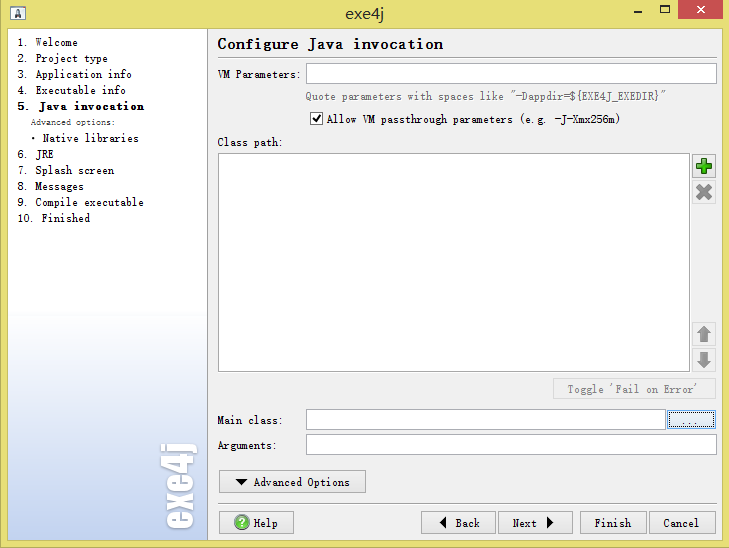 exe4j
1. Welcome
2. Project type
3. Application info
4. Executable info
5. Java invocation
Advanced options:
· Native libraries
6. JRE
7. Splash screen
8. Messages
9. Compile executable
10. Finished
exe4j
Configure Java invocation
VM Parameters:
Quote parameters with spaces like "-Dappdir=${EXE4J_EXEDIR}"
Allow VM passthrough parameters (e.g. -J-Xmx256m)
Class path:
Toggle 'Fail on Error'
Main class:
...
Arguments:
Advanced Options
Help
Back
Next
Finish
Cancel